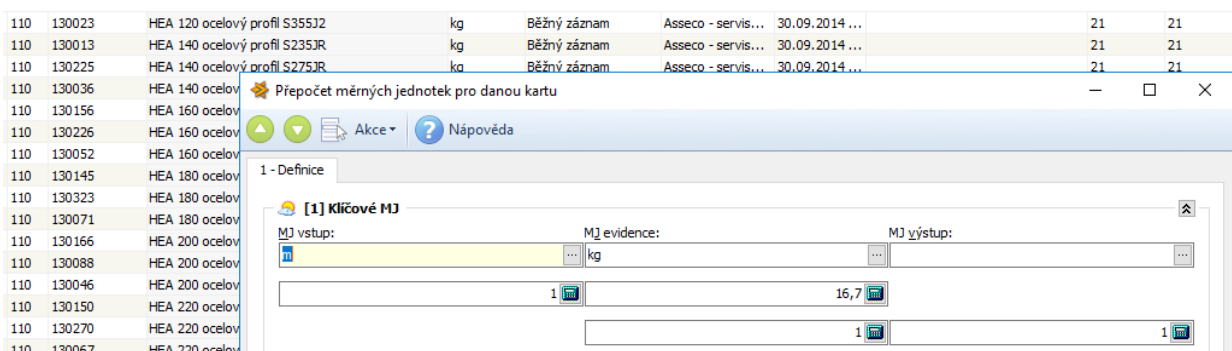 110 130023 HEA 120 ocelový profil S355J2 kg Běžný záznam Asseco - servis... 30.09.2014 ... 21 21
110 130013 HEA 140 ocelový profil S235JR kg Běžný záznam Asseco - servis... 30.09.2014 ... 21 21
110 130225 HEA 140 ocelový profil S275JR kg Běžný záznam Asseco - servis... 30.09.2014 ... 21 21
110 130036 HEA 140 ocelov
Přepočet měrných jednotek pro danou kartu
110 130156 HEA 160 ocelov
110 130226 HEA 160 ocelov
Akce Nápověda
110 130052 HEA 160 ocelov
110 130145 HEA 180 ocelov
1 - Definice
110 130323 HEA 180 ocelov
110 130071 HEA 180 ocelov
[1] Klíčové MJ
110 130166 HEA 200 ocelov
MJ vstup: MJ evidence: MJ výstup:
110 130088 HEA 200 ocelov
m ... kg ... ...
110 130046 HEA 200 ocelov
1 16,7
110 130150 HEA 220 ocelov
110 130270 HEA 220 ocelov
1 1
110 130067 HEA 220 ocelov